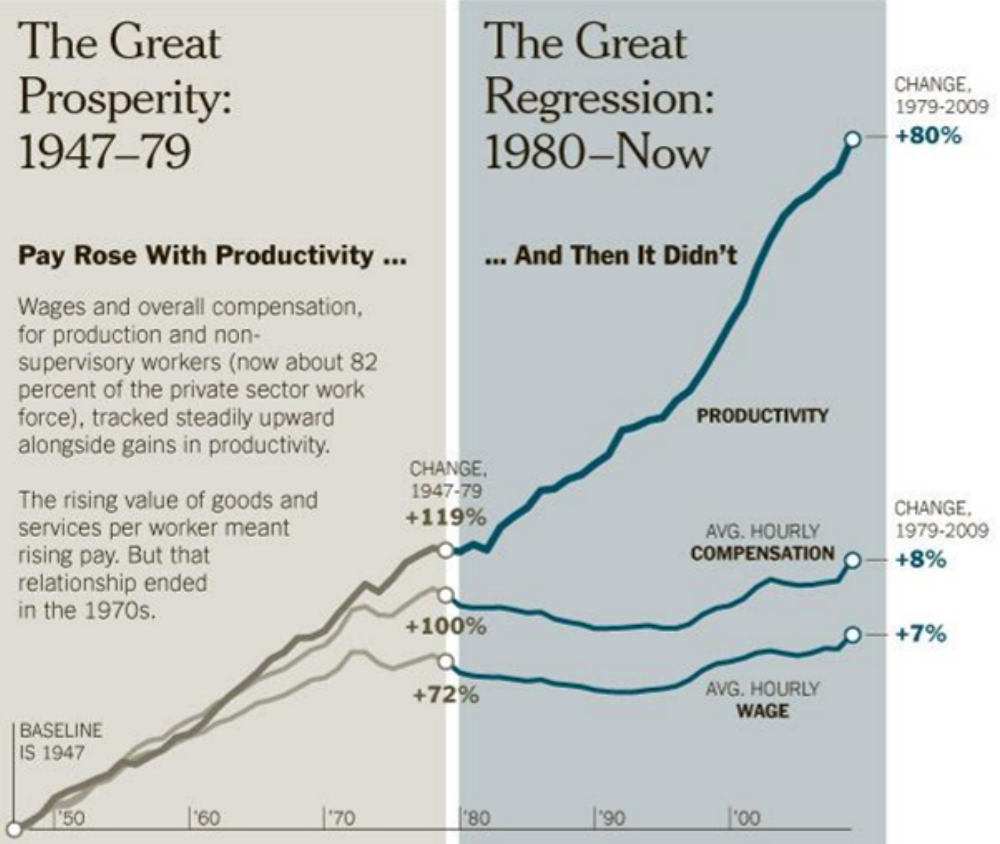 The Great
Prosperity:
1947–79
Pay Rose With Productivity ...
Wages and overall compensation,
for production and non-
supervisory workers (now about 82
percent of the private sector work
force), tracked steadily upward
alongside gains in productivity.
The rising value of goods and
services per worker meant
rising pay. But that
relationship ended
in the 1970s.
CHANGE,
1947-79
+119%
+100%
+72%
BASELINE
IS 1947
The Great
Regression:
1980–Now
... And Then It Didn't
PRODUCTIVITY
AVG. HOURLY
COMPENSATION
AVG. HOURLY
WAGE
CHANGE,
1979-2009
+80%
CHANGE,
1979-2009
+8%
+7%
'50 '60 '70 '80 '90 '00